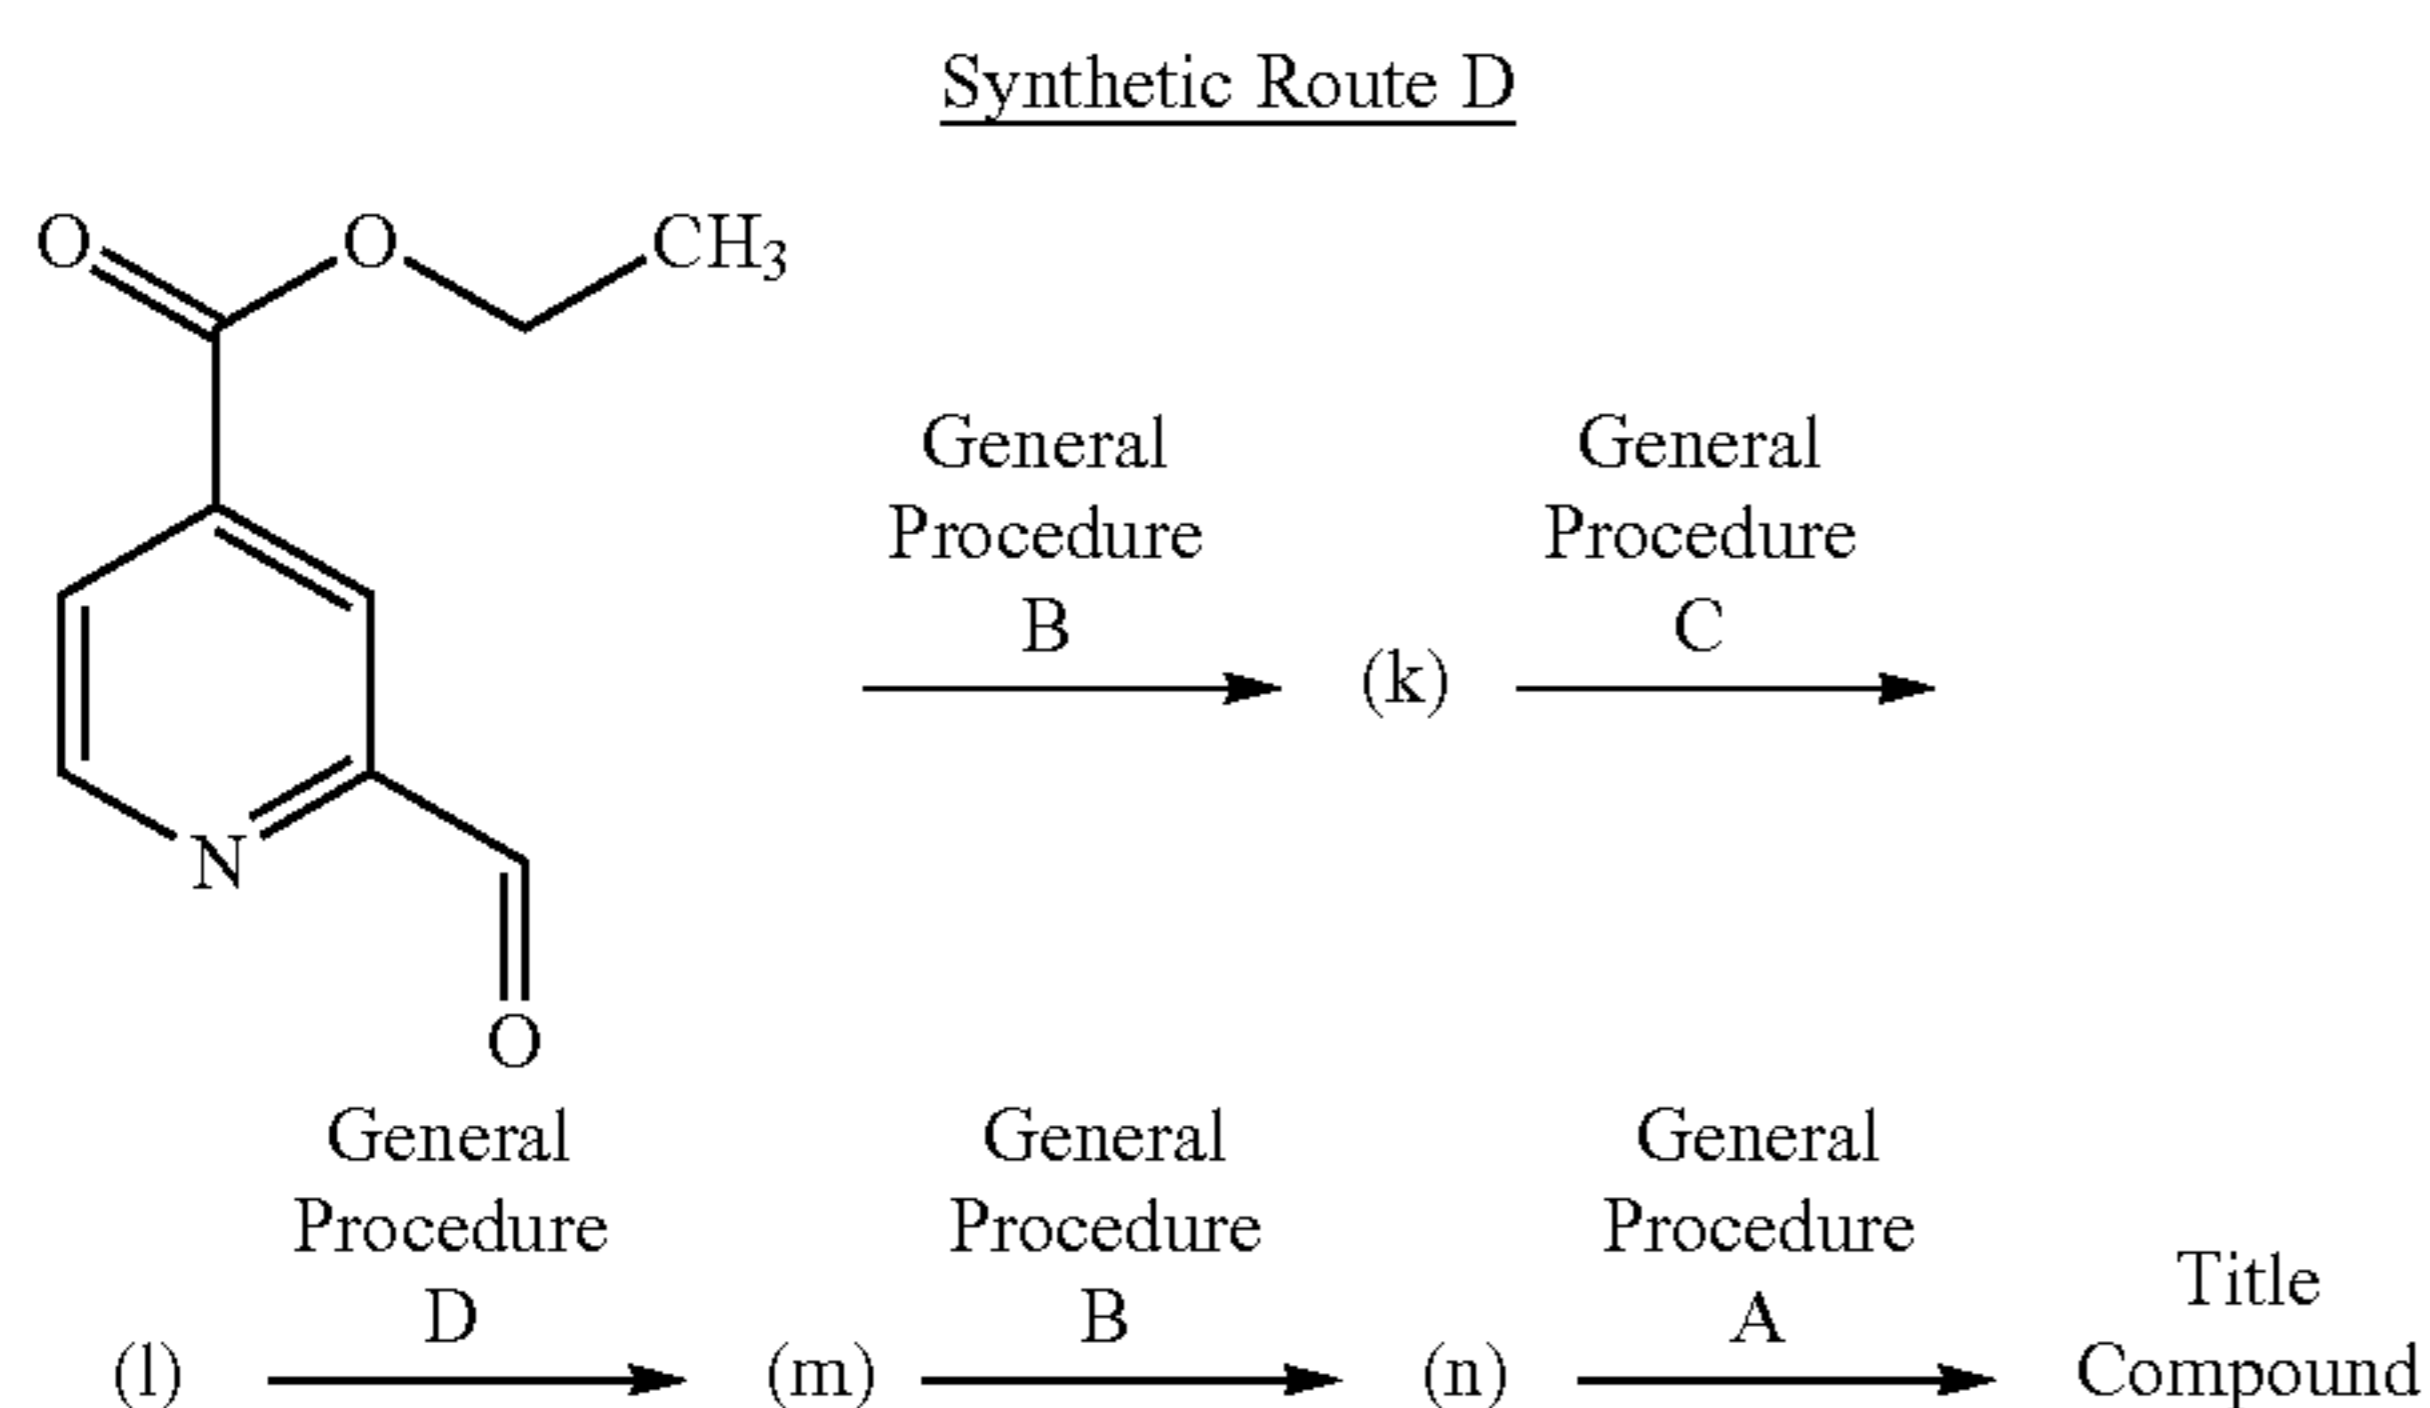 Synthetic Route D
O O CH3
N
O
General
Procedure
B
(k)
General
Procedure
C
(l)
General
Procedure
D
(m)
General
Procedure
B
(n)
General
Procedure
A
Title
Compound